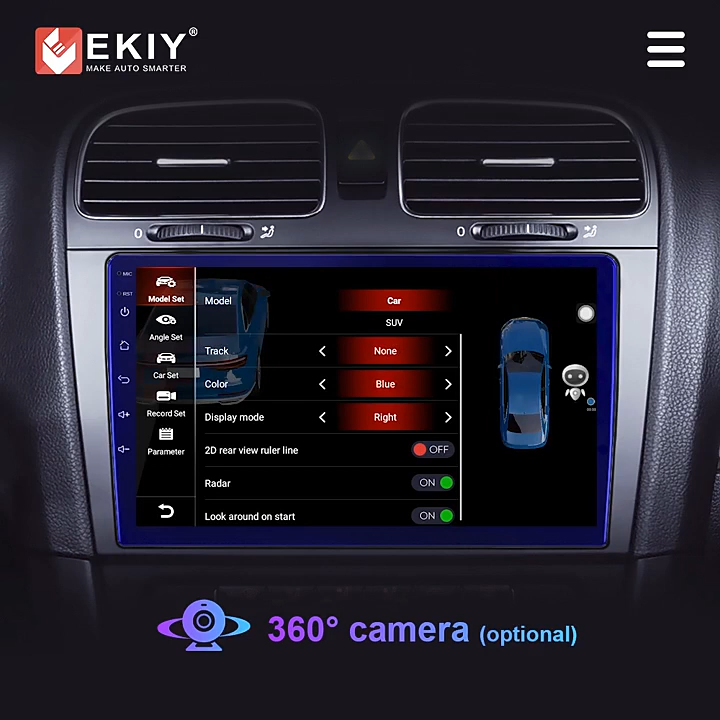 EKIY®
MAKE AUTO SMARTER
0
0
MIC
RST
Model Set
Angle Set
Car Set
Record Set
Parameter
Model
Car
SUV
Track
None
Color
Blue
Display mode
Right
2D rear view ruler line
OFF
Radar
ON
Look around on start
ON
360° camera (optional)